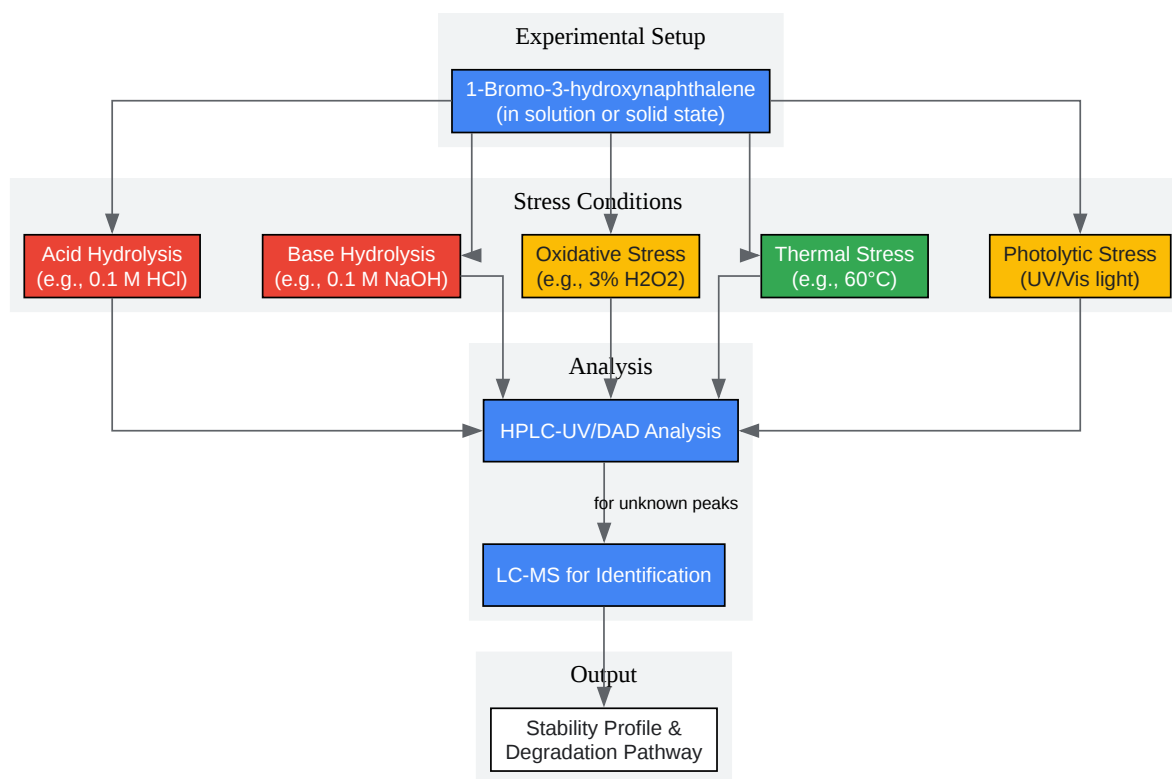 Experimental Setup
1-Bromo-3-hydroxynaphthalene
(in solution or solid state)
Stress Conditions
Acid Hydrolysis
(e.g., 0.1 M HCl)
Base Hydrolysis
(e.g., 0.1 M NaOH)
Oxidative Stress
(e.g., 3% H2O2)
Thermal Stress
(e.g., 60°C)
Photolytic Stress
(UV/Vis light)
Analysis
HPLC-UV/DAD Analysis
for unknown peaks
LC-MS for Identification
Output
Stability Profile &
Degradation Pathway